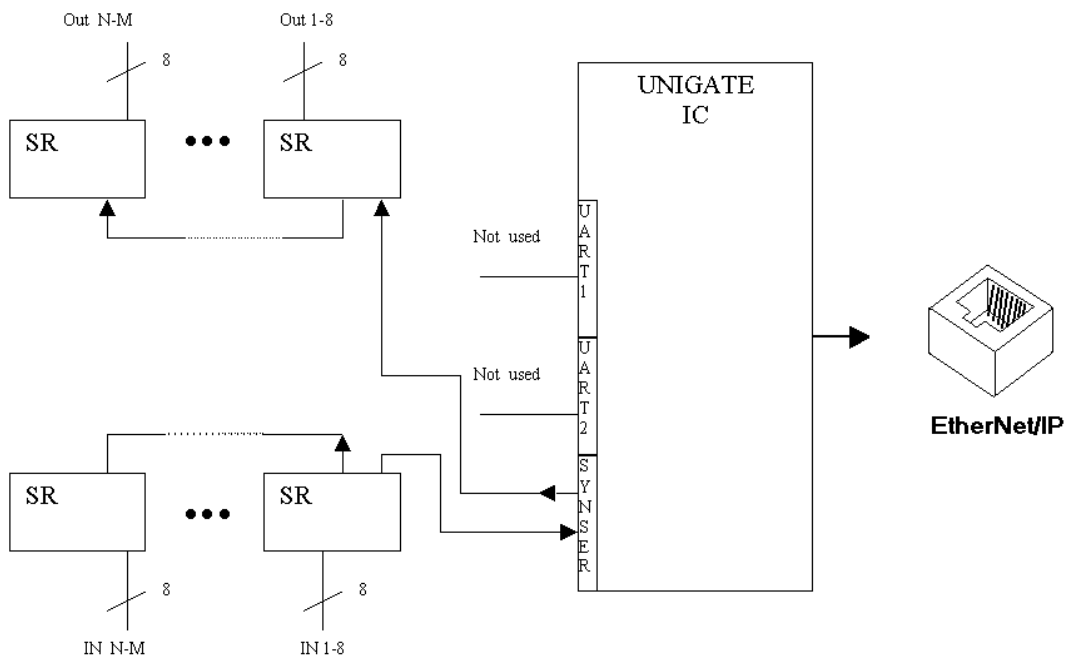 Out N-M
Out 1-8
8
8
UNIGATE
IC
SR
SR
UART1
Not used
Not used
UART2
EtherNet/IP
SYNSER
SR
SR
8
8
IN N-M
IN 1-8